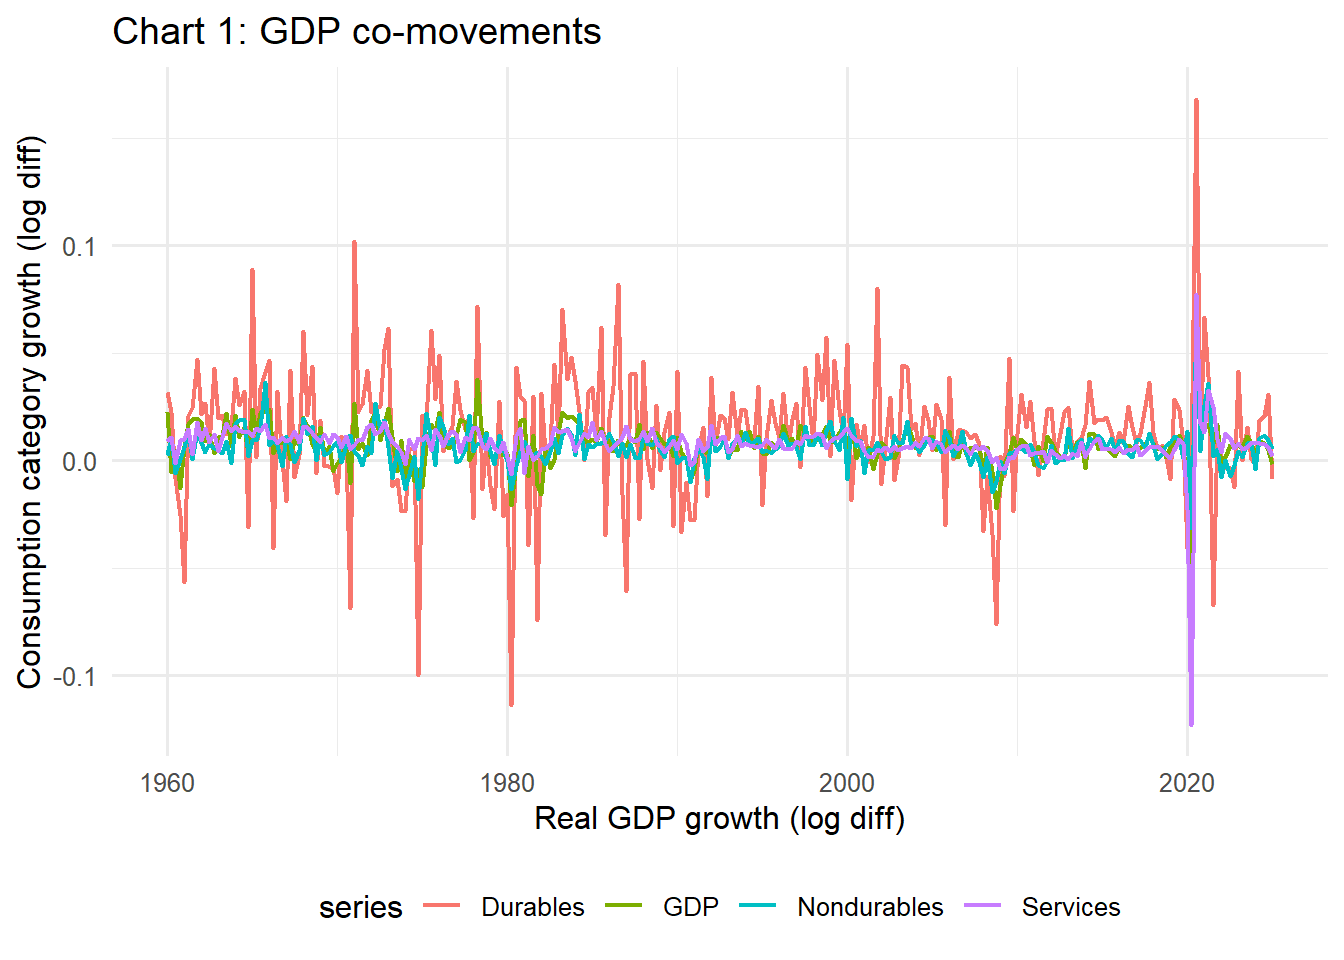 Chart 1: GDP co-movements
Consumption category growth (log diff)
0.1
0.0
-0.1
1960 1980 2000 2020
Real GDP growth (log diff)
series Durables GDP Nondurables Services